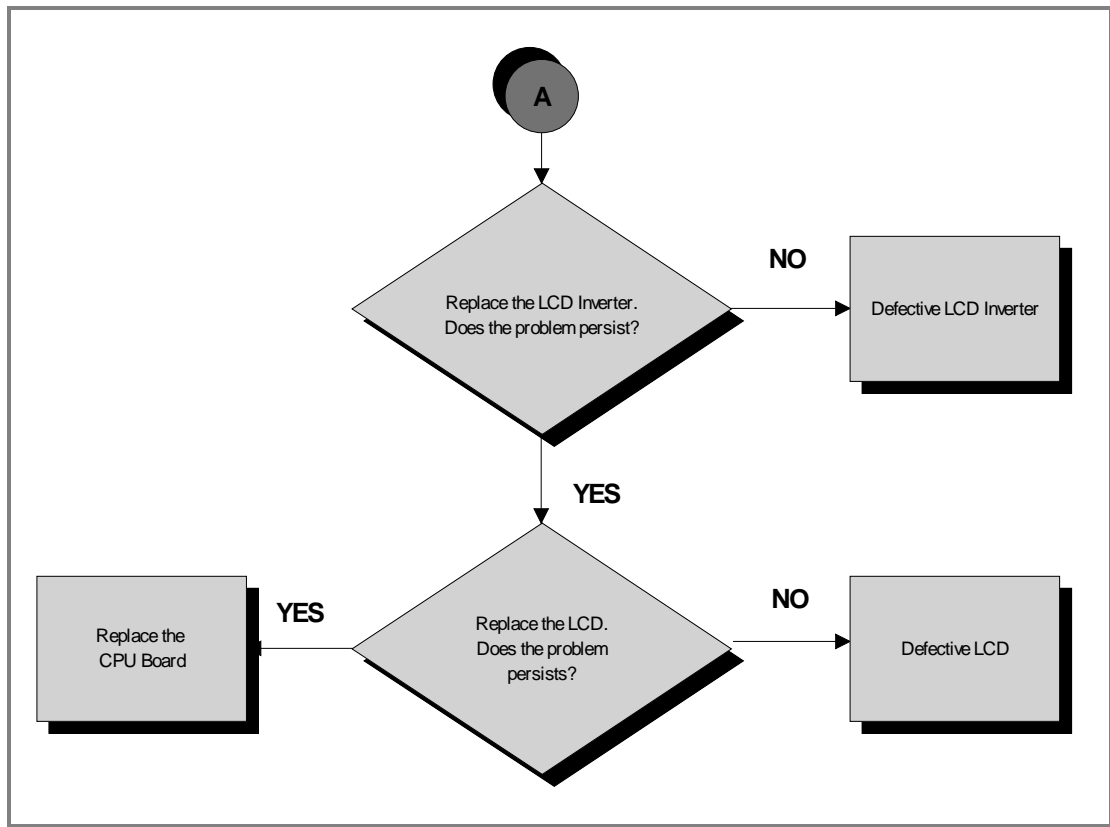 A
NO
Replace the LCD Inverter.
Does the problem persist?
Defective LCD Inverter
YES
YES
NO
Replace the
CPU Board
Replace the LCD.
Does the problem
persists?
Defective LCD